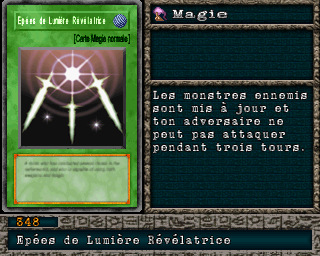 Epées de Lumière Révélatrice
[Carte Magie normale]
Magie
Les monstres ennemis
sont mis à jour et
ton adversaire ne
peut pas attaquer
pendant trois tours.
348
Epées de Lumière Révélatrice